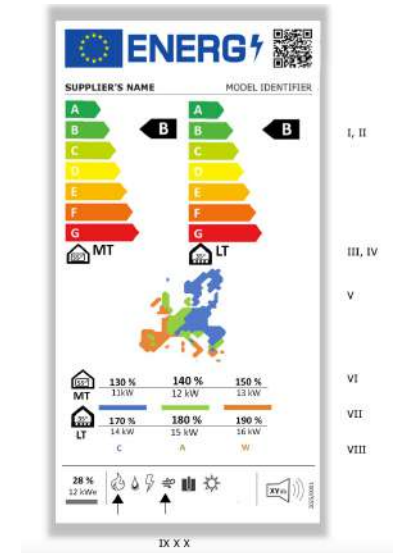 ENERG
SUPPLIER'S NAME MODEL IDENTIFIER
A A
B B B B I, II
C C
D D
E E
F F
G G
MT LT III, IV
V
130 % 140 % 150 % VI
MT 11kW 12 kW 13 kW
170 % 180 % 190 % VII
LT 14 kW 15 kW 16 kW
C A W VIII
28 %
12 kWe XY
IX X X